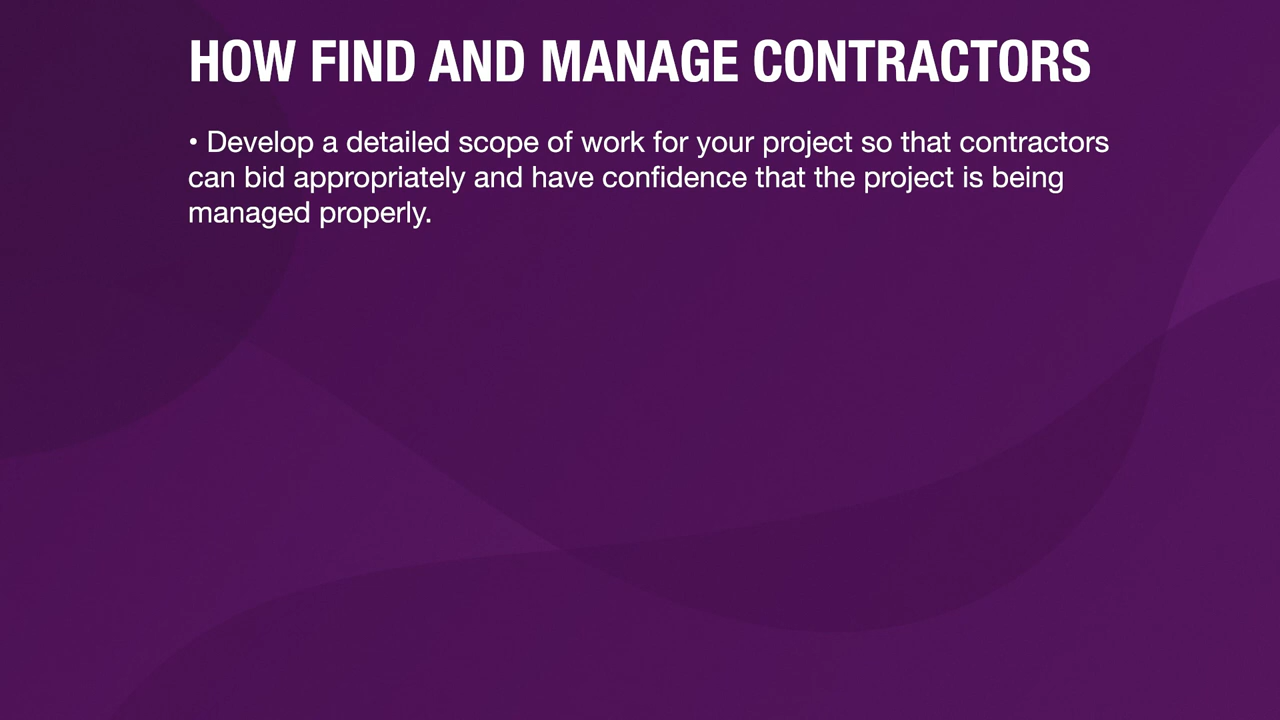 HOW FIND AND MANAGE CONTRACTORS
• Develop a detailed scope of work for your project so that contractors
can bid appropriately and have confidence that the project is being
managed properly.